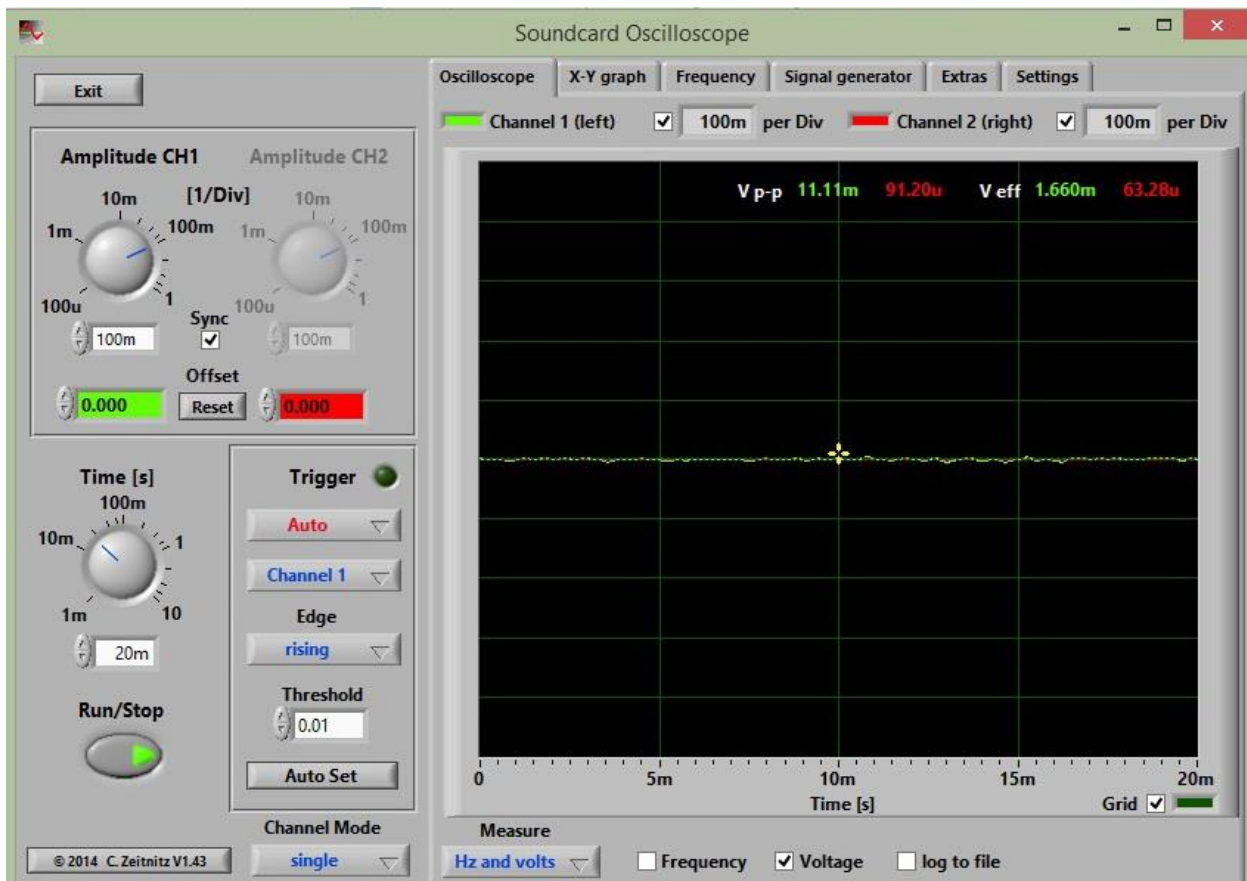 Soundcard Oscilloscope
Exit
Oscilloscope X-Y graph Frequency Signal generator Extras Settings
Channel 1 (left) 100m per Div Channel 2 (right) 100m per Div
Amplitude CH1 Amplitude CH2
[1/Div]
10m 10m
1m 100m 1m 100m
100u 1 100u 1
Sync
100m 100m
Offset
0.000 Reset 0.000
V p-p 11.11m 91.20u V eff 1.660m 63.28u
Time [s]
100m
10m 1
1m 10
20m
Run/Stop
Trigger
Auto
Channel 1
Edge
rising
Threshold
0.01
Auto Set
Channel Mode
single
© 2014 C. Zeitnitz V1.43
0 5m 10m 15m 20m
Time [s]
Grid
Measure
Hz and volts Frequency Voltage log to file